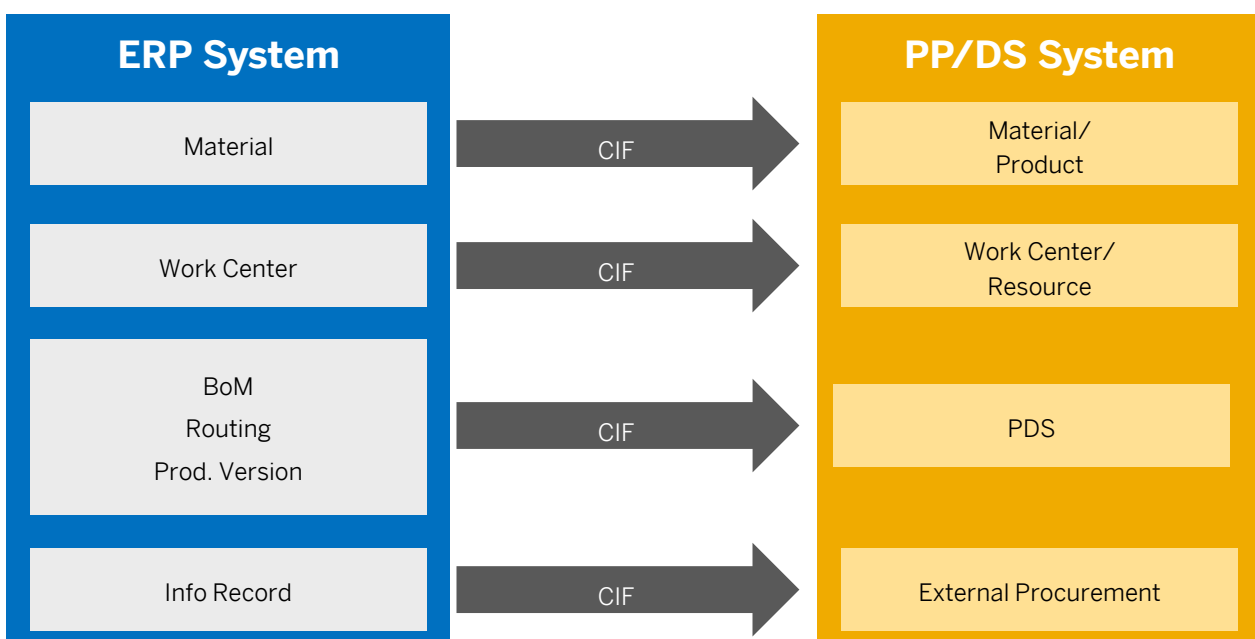 ERP System
PP/DS System
Material
CIF
Material/
Product
Work Center
CIF
Work Center/
Resource
BoM
Routing
Prod. Version
CIF
PDS
Info Record
CIF
External Procurement